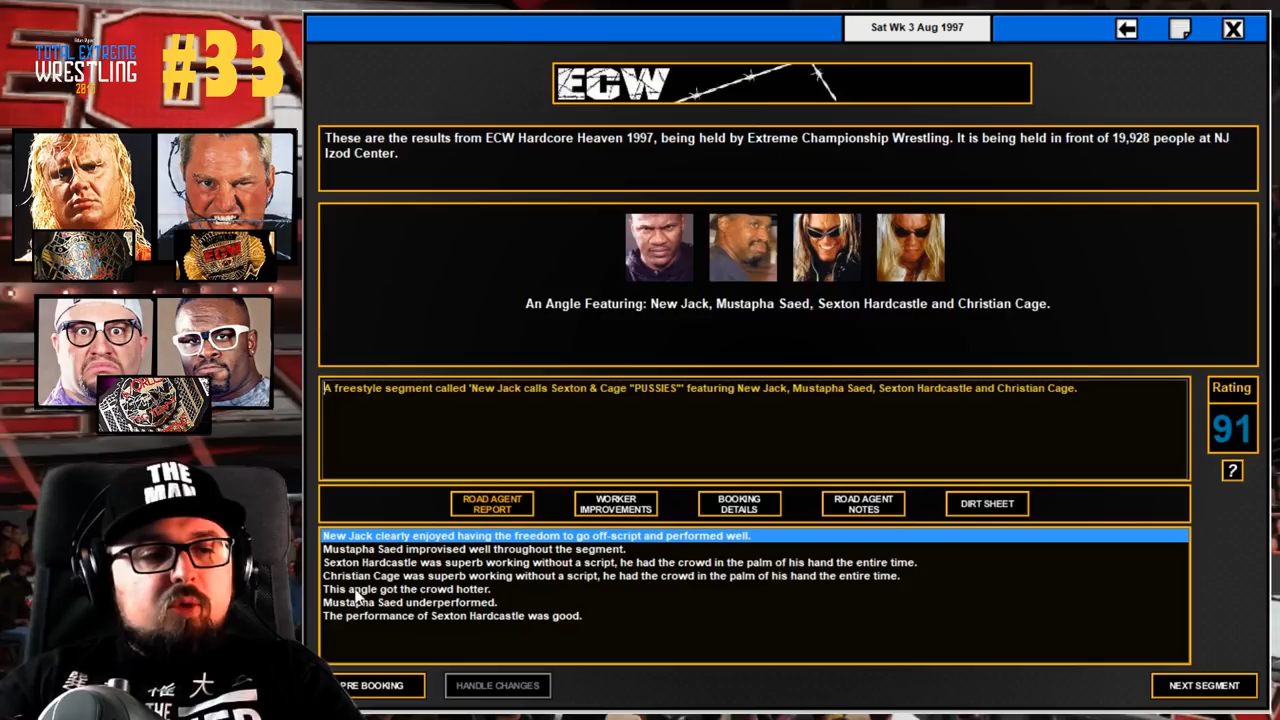 TOTAL EXTREME
WRESTLING
#33
Sat Wk 3 Aug 1997
ECW
These are the results from ECW Hardcore Heaven 1997, being held by Extreme Championship Wrestling. It is being held in front of 19,928 people at NJ
Izod Center.
An Angle Featuring: New Jack, Mustapha Saed, Sexton Hardcastle and Christian Cage.
A freestyle segment called 'New Jack calls Sexton & Cage "PUSSIES"' featuring New Jack, Mustapha Saed, Sexton Hardcastle and Christian Cage.
Rating
91
?
ROAD AGENT
REPORT
WORKER
IMPROVEMENTS
BOOKING
DETAILS
ROAD AGENT
NOTES
DIRT SHEET
New Jack clearly enjoyed having the freedom to go off-script and performed well.
Mustapha Saed improvised well throughout the segment.
Sexton Hardcastle was superb working without a script, he had the crowd in the palm of his hand the entire time.
Christian Cage was superb working without a script, he had the crowd in the palm of his hand the entire time.
This angle got the crowd hotter.
Mustapha Saed underperformed.
The performance of Sexton Hardcastle was good.
PRE BOOKING
HANDLE CHANGES
NEXT SEGMENT
THE
MAN
THE